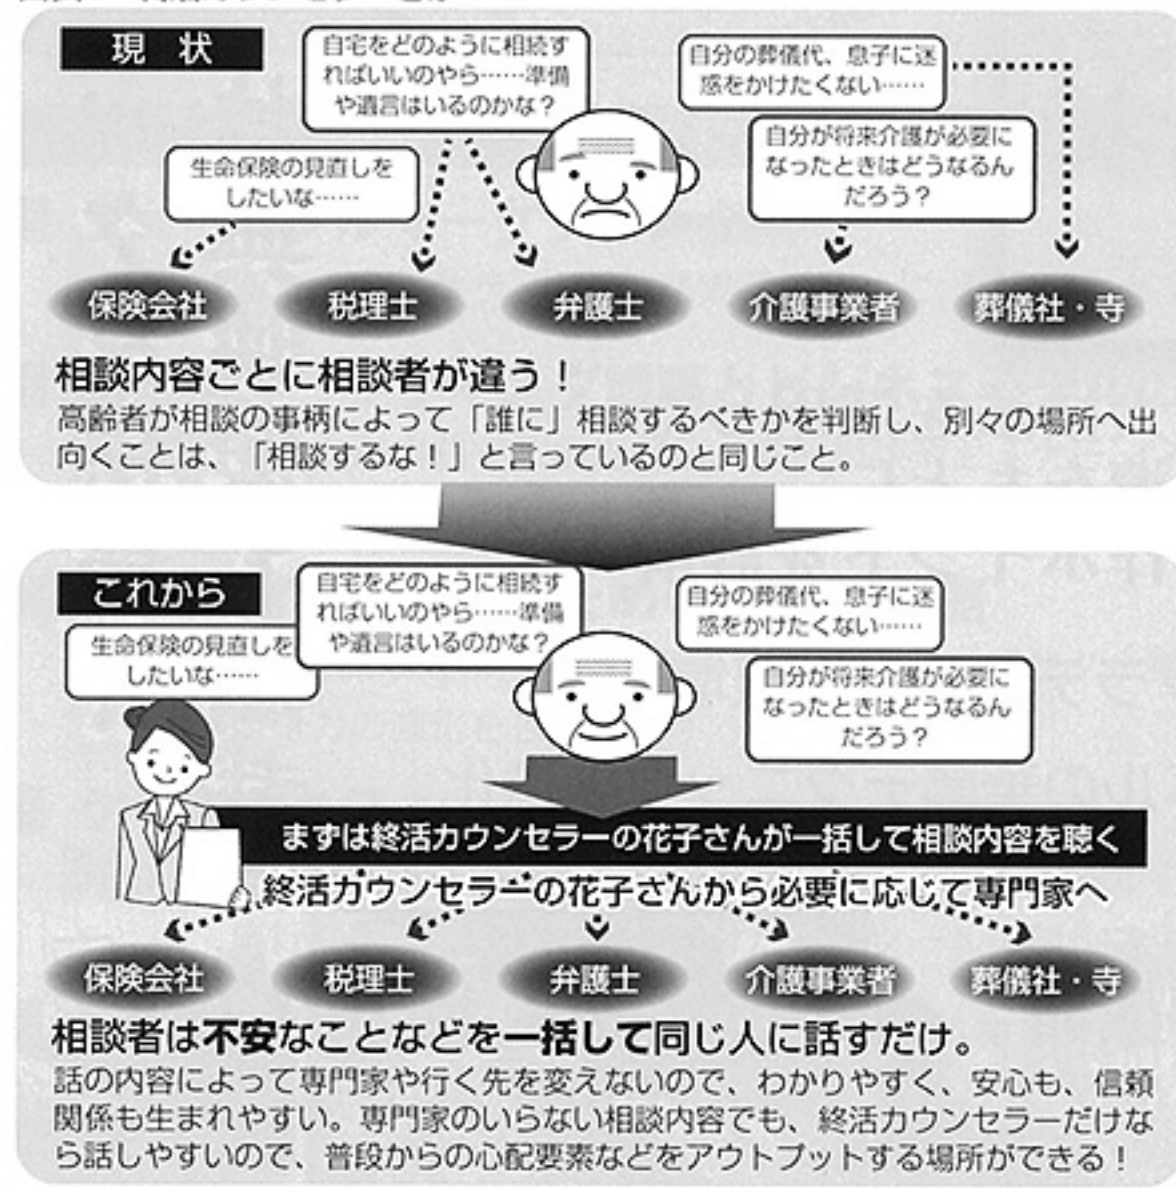 現 状
自宅をどのように相続す
ればいいのやら……準備
や遺言はいるのかな？
自分の葬儀代、息子に迷
惑をかけたくない……
生命保険の見直しを
したいな……
自分が将来介護が必要に
なったときはどうなるん
だろう？
保険会社
税理士
弁護士
介護事業者
葬儀社・寺
相談内容ごとに相談者が違う！
高齢者が相談の事柄によって「誰に」相談するべきかを判断し、別々の場所へ出
向くことは、「相談するな！」と言っているのと同じこと。
これから
自宅をどのように相続す
ればいいのやら……準備
や遺言はいるのかな？
自分の葬儀代、息子に迷
惑をかけたくない……
生命保険の見直しを
したいな……
自分が将来介護が必要に
なったときはどうなるん
だろう？
まずは終活カウンセラーの花子さんが一括して相談内容を聴く
終活カウンセラーの花子さんから必要に応じて専門家へ
保険会社
税理士
弁護士
介護事業者
葬儀社・寺
相談者は不安なことなどを一括して同じ人に話すだけ。
話の内容によって専門家や行く先を変えないので、わかりやすく、安心も、信頼
関係も生まれやすい。専門家のいらない相談内容でも、終活カウンセラーだけな
ら話しやすいので、普段からの心配要素などをアウトプットする場所ができる！